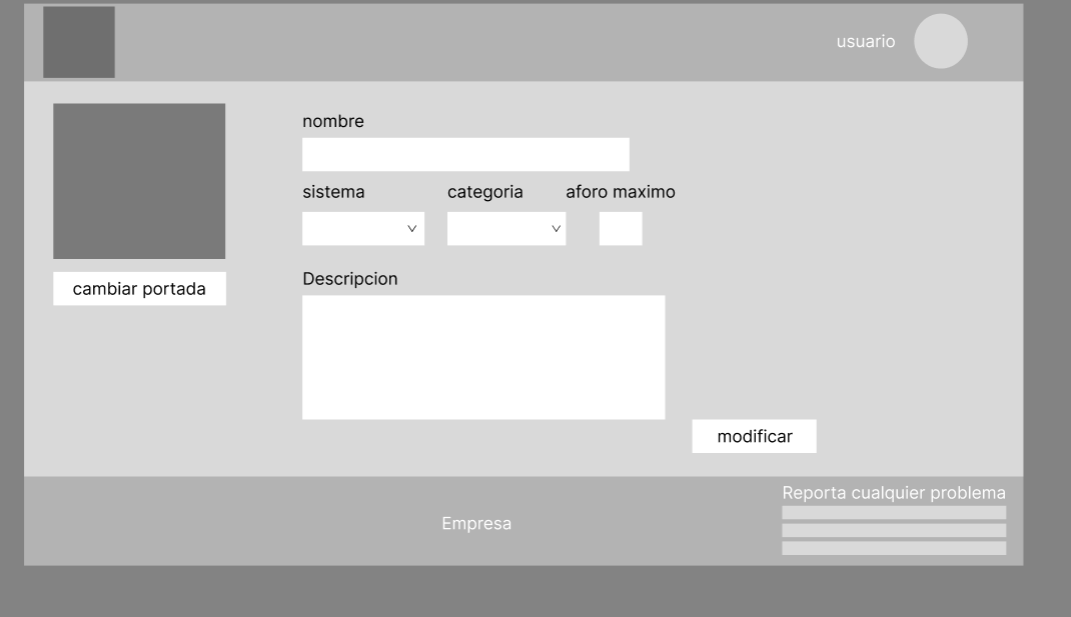 usuario
nombre
sistema
categoria
aforo maximo
Descripcion
cambiar portada
modificar
Reporta cualquier problema
Empresa